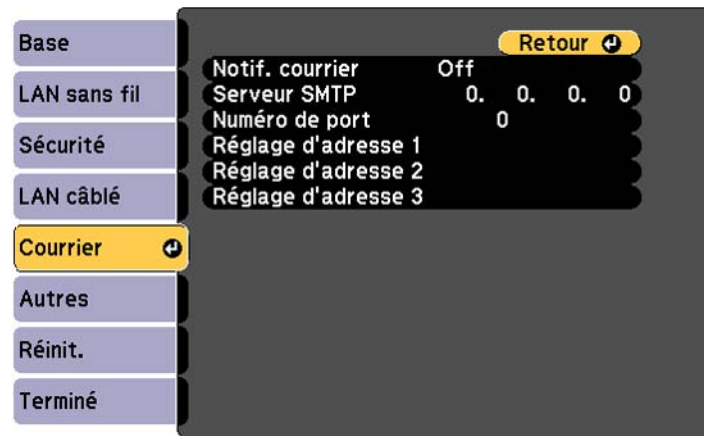 Base
LAN sans fil
Sécurité
LAN câblé
Courrier
Autres
Réinit.
Terminé
Retour
Notif. courrier Off
Serveur SMTP 0. 0. 0. 0
Numéro de port 0
Réglage d'adresse 1
Réglage d'adresse 2
Réglage d'adresse 3